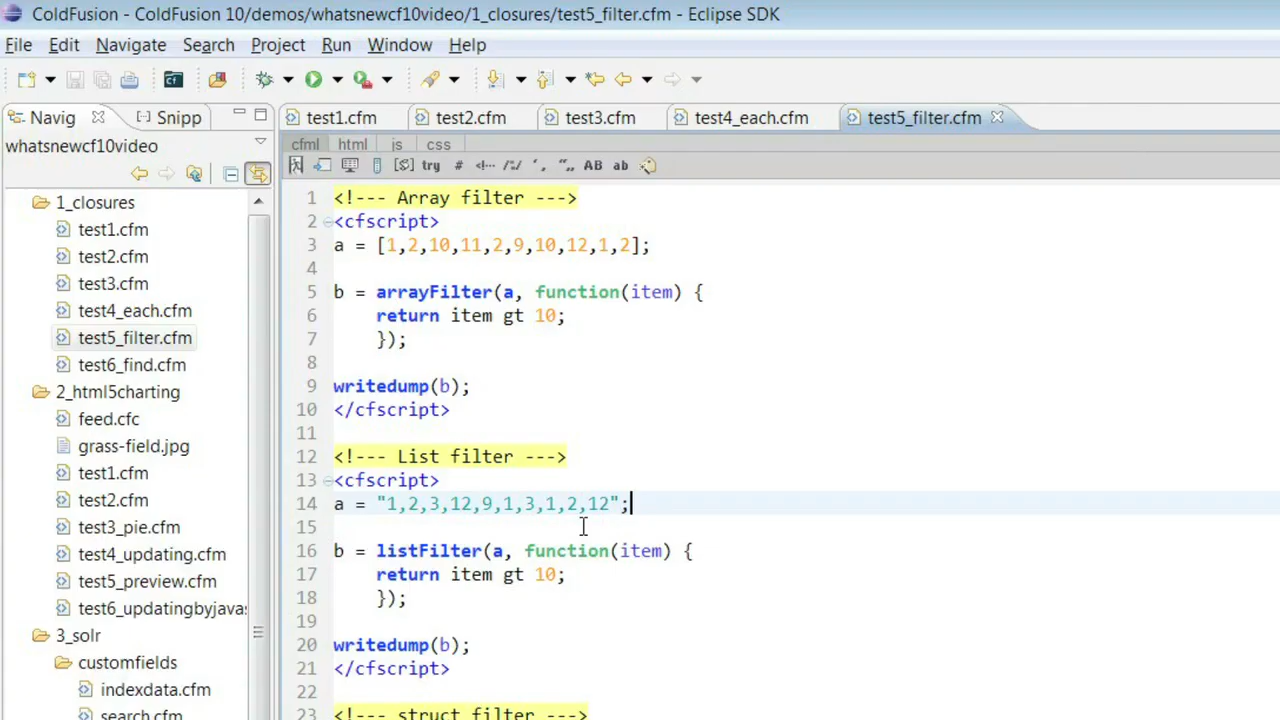 ColdFusion - ColdFusion 10/demos/whatsnewcf10video/1_closures/test5_filter.cfm - Eclipse SDK
File Edit Navigate Search Project Run Window Help
Navig Snipp
test1.cfm test2.cfm test3.cfm test4_each.cfm test5_filter.cfm
whatsnewcf10video
cfml html js css
try # AB ab
1_closures
test1.cfm
test2.cfm
test3.cfm
test4_each.cfm
test5_filter.cfm
test6_find.cfm
2_html5charting
feed.cfc
grass-field.jpg
test1.cfm
test2.cfm
test3_pie.cfm
test4_updating.cfm
test5_preview.cfm
test6_updatingbyjavas
3_solr
customfields
indexdata.cfm
search.cfm
1 <!--- Array filter --->
2 <cfscript>
3 a = [1,2,10,11,2,9,10,12,1,2];
4
5 b = arrayFilter(a, function(item) {
6 return item gt 10;
7 });
8
9 writedump(b);
10 </cfscript>
11
12 <!--- List filter --->
13 <cfscript>
14 a = "1,2,3,12,9,1,3,1,2,12";
15
16 b = listFilter(a, function(item) {
17 return item gt 10;
18 });
19
20 writedump(b);
21 </cfscript>
22
23 <!--- struct filter --->